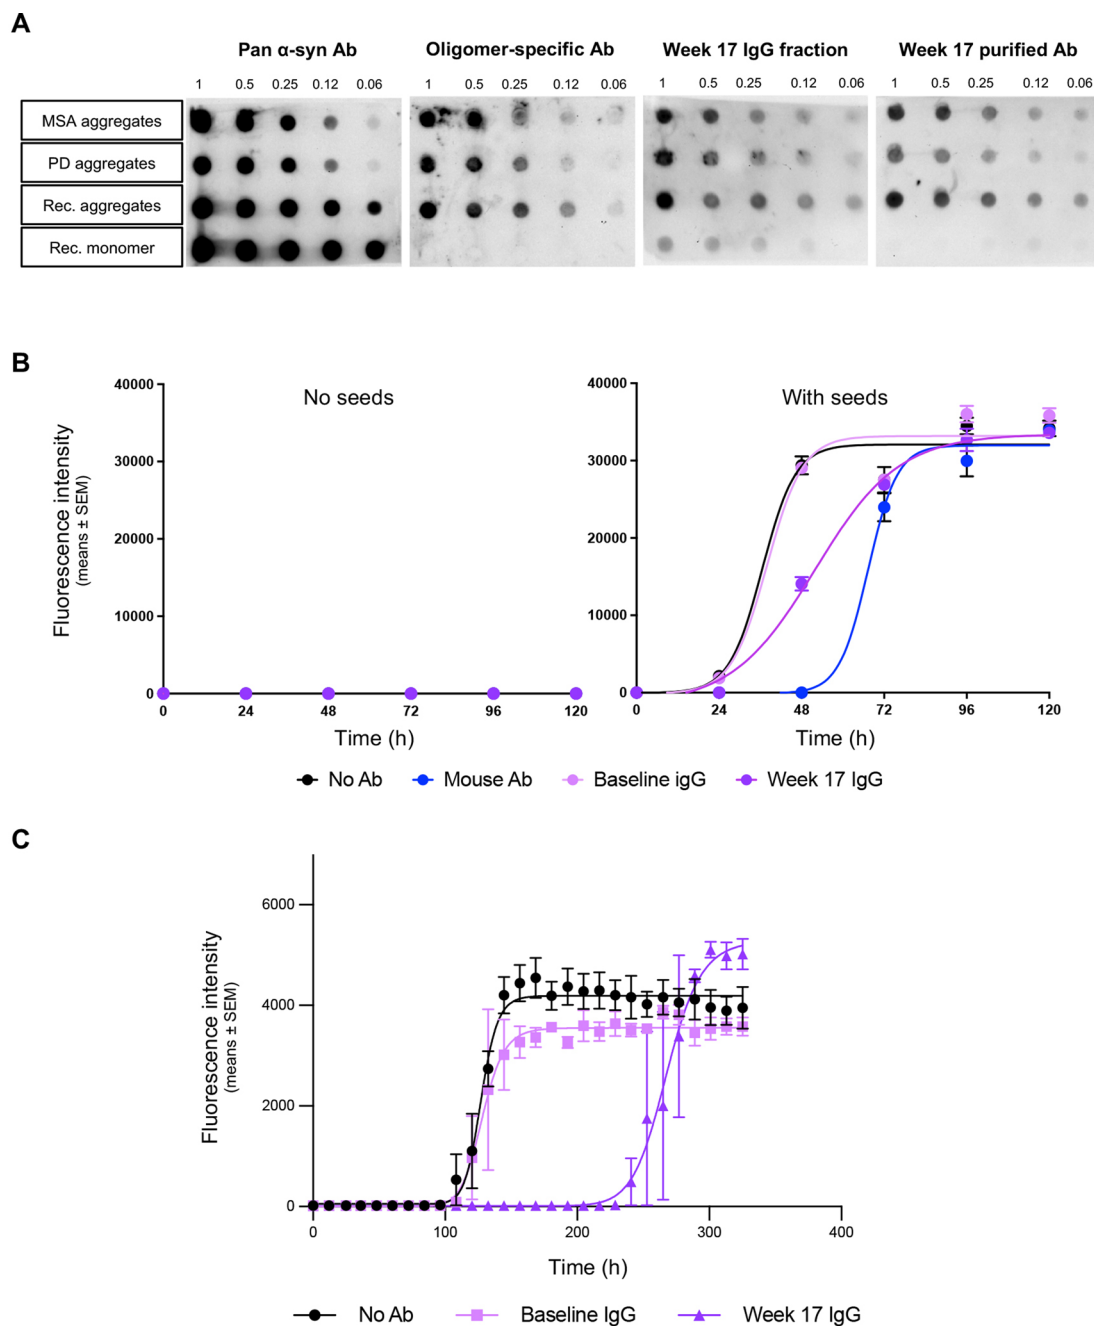 A
Pan α-syn Ab
Oligomer-specific Ab
Week 17 IgG fraction
Week 17 purified Ab
1 0.5 0.25 0.12 0.06
1 0.5 0.25 0.12 0.06
1 0.5 0.25 0.12 0.06
1 0.5 0.25 0.12 0.06
MSA aggregates
PD aggregates
Rec. aggregates
Rec. monomer
B
No seeds
With seeds
Fluorescence intensity
(means ± SEM)
40000
30000
20000
10000
0
0 24 48 72 96 120
Time (h)
40000
30000
20000
10000
0
0 24 48 72 96 120
Time (h)
No Ab
Mouse Ab
Baseline igG
Week 17 IgG
C
Fluorescence intensity
(means ± SEM)
6000
4000
2000
0
0 100 200 300 400
Time (h)
No Ab
Baseline IgG
Week 17 IgG